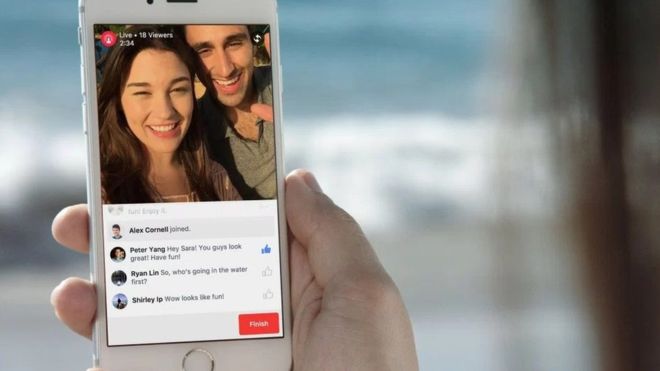 Live • 18 Viewers
2:34
fun! Enjoy it.
Alex Cornell joined.
Peter Yang Hey Sara! You guys look
great! Have fun!
Ryan Lin So, who's going in the water
first?
Shirley Ip Wow looks like fun!
Finish